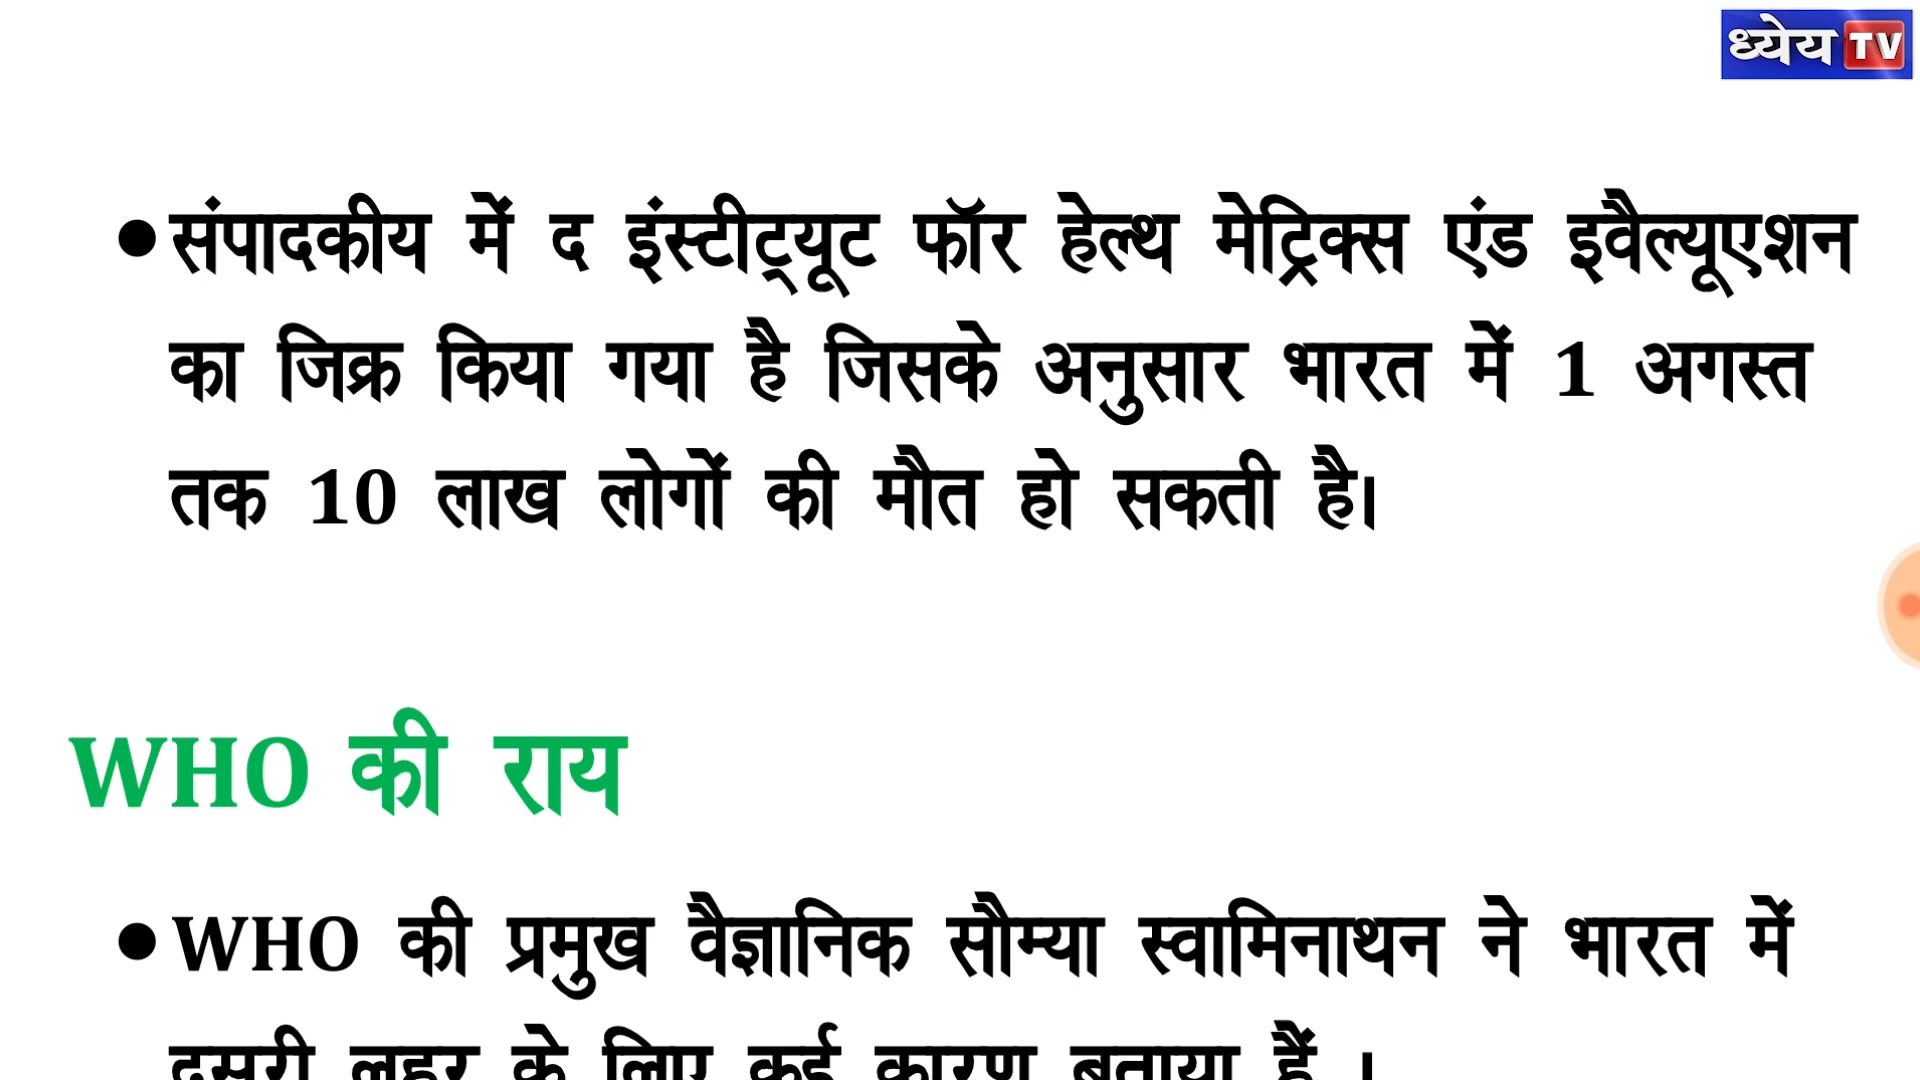 ध्येय TV
•संपादकीय में द इंस्टीट्यूट फॉर हेल्थ मेट्रिक्स एंड इवैल्यूएशन
का जिक्र किया गया है जिसके अनुसार भारत में 1 अगस्त
तक 10 लाख लोगों की मौत हो सकती है।
WHO की राय
•WHO की प्रमुख वैज्ञानिक सौम्या स्वामिनाथन ने भारत में
दूसरी लहर के लिए कई कारण बताया हैं ।